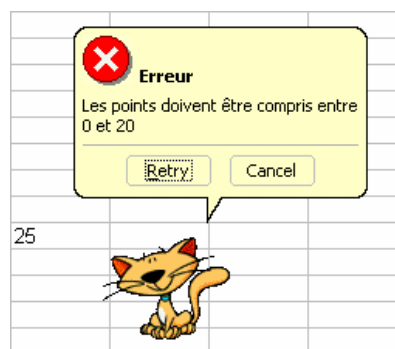 Erreur
Les points doivent être compris entre
0 et 20
Retry Cancel
25